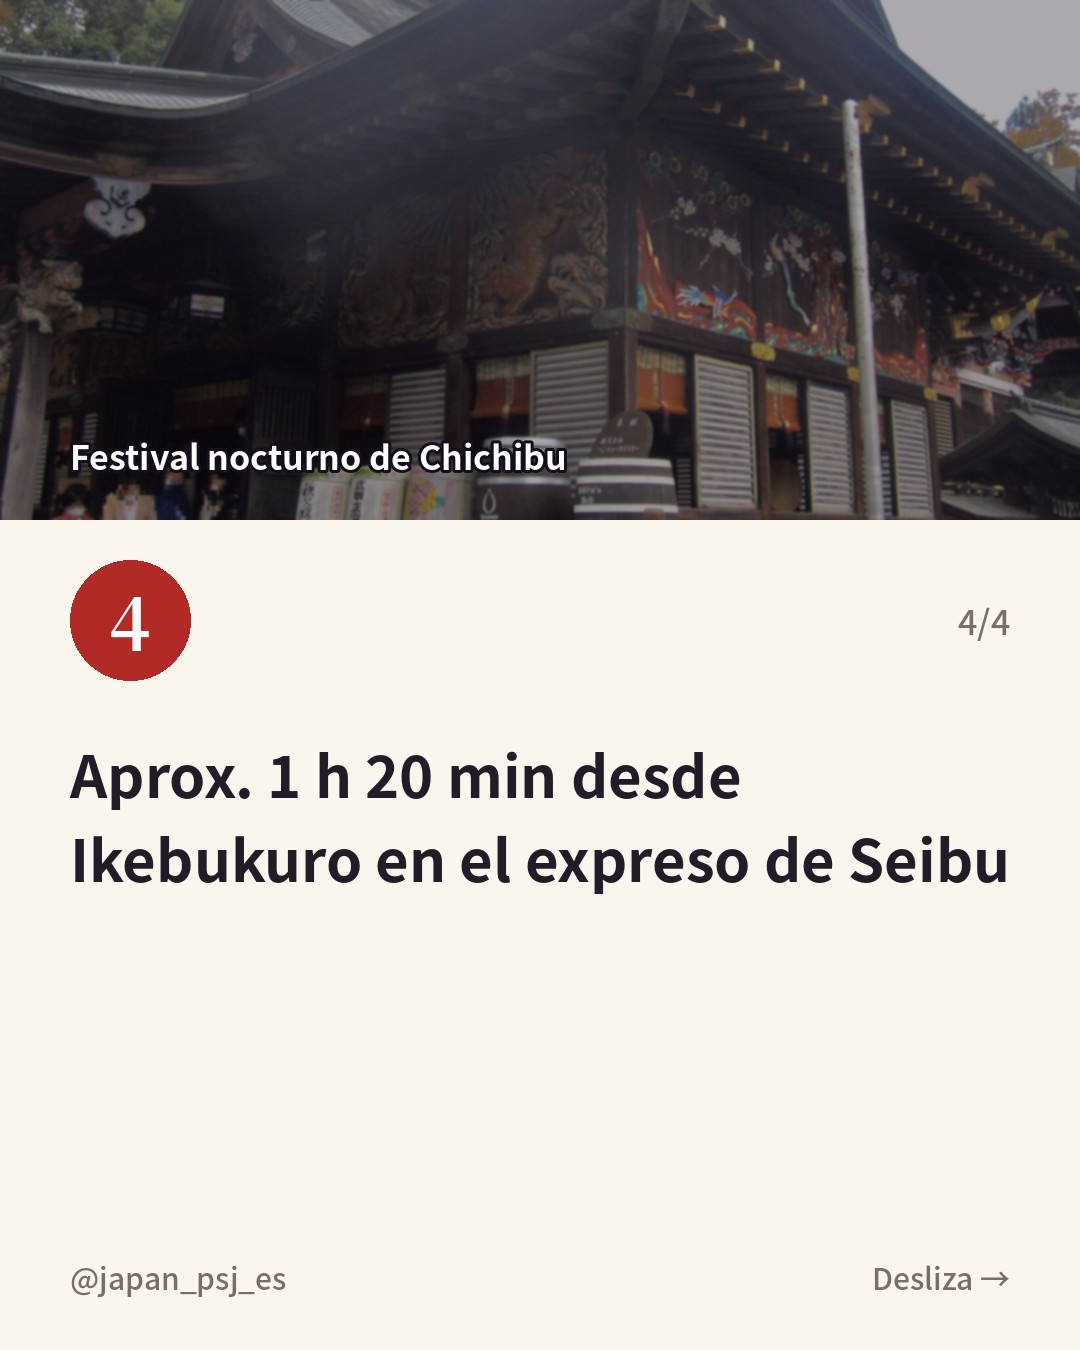 Festival nocturno de Chichibu
4
4/4
Aprox. 1 h 20 min desde
Ikebukuro en el expreso de Seibu
@japan_psj_es
Desliza →